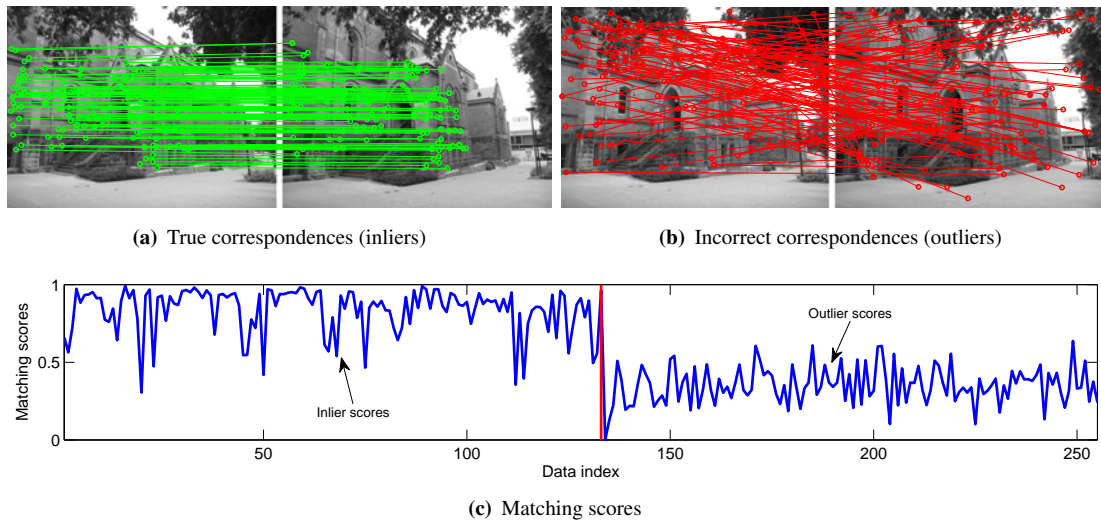 (a) True correspondences (inliers)
(b) Incorrect correspondences (outliers)
Matching scores
1
0.5
0
Inlier scores
Outlier scores
50
100
150
200
250
Data index
(c) Matching scores